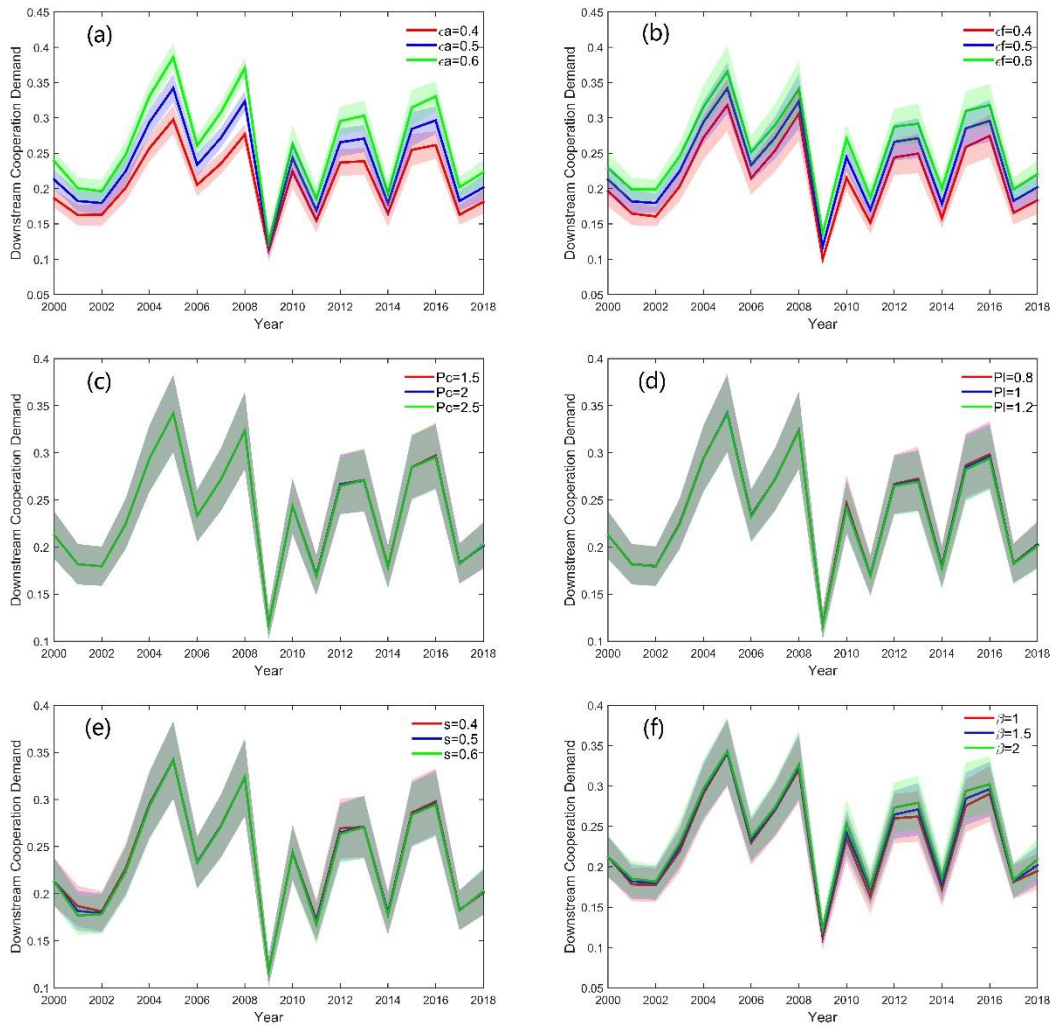 (a)
ϵa=0.4
ϵa=0.5
ϵa=0.6
Downstream Cooperation Demand
0.45
0.4
0.35
0.3
0.25
0.2
0.15
0.1
0.05
2000 2002 2004 2006 2008 2010 2012 2014 2016 2018
Year
(b)
ϵf=0.4
ϵf=0.5
ϵf=0.6
Downstream Cooperation Demand
0.45
0.4
0.35
0.3
0.25
0.2
0.15
0.1
0.05
2000 2002 2004 2006 2008 2010 2012 2014 2016 2018
Year
(c)
Pc=1.5
Pc=2
Pc=2.5
Downstream Cooperation Demand
0.4
0.35
0.3
0.25
0.2
0.15
0.1
2000 2002 2004 2006 2008 2010 2012 2014 2016 2018
Year
(d)
Pl=0.8
Pl=1
Pl=1.2
Downstream Cooperation Demand
0.4
0.35
0.3
0.25
0.2
0.15
0.1
2000 2002 2004 2006 2008 2010 2012 2014 2016 2018
Year
(e)
s=0.4
s=0.5
s=0.6
Downstream Cooperation Demand
0.4
0.35
0.3
0.25
0.2
0.15
0.1
2000 2002 2004 2006 2008 2010 2012 2014 2016 2018
Year
(f)
β=1
β=1.5
β=2
Downstream Cooperation Demand
0.4
0.35
0.3
0.25
0.2
0.15
0.1
0.05
2000 2002 2004 2006 2008 2010 2012 2014 2016 2018
Year